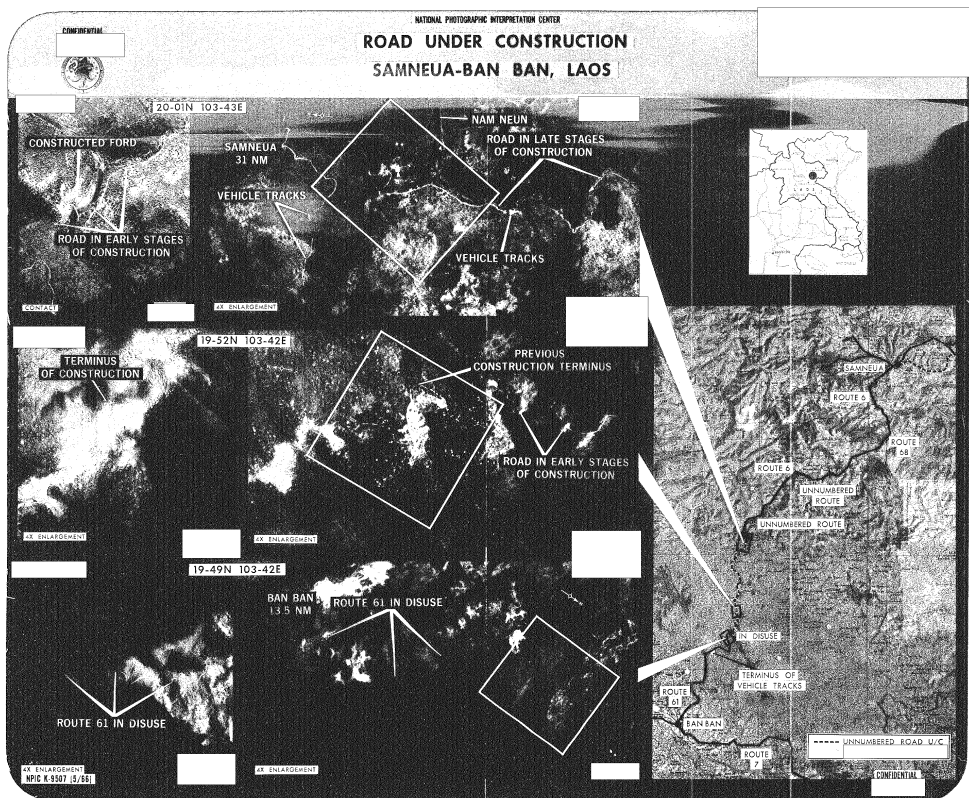 NATIONAL PHOTOGRAPHIC INTERPRETATION CENTER
CONFIDENTIAL
ROAD UNDER CONSTRUCTION
SAMNEUA-BAN BAN, LAOS
20-01N 103-43E
CONSTRUCTED FORD
ROAD IN EARLY STAGES
OF CONSTRUCTION
CONTACT
SAMNEUA
31 NM
VEHICLE TRACKS
NAM NEUN
ROAD IN LATE STAGES
OF CONSTRUCTION
VEHICLE TRACKS
4X ENLARGEMENT
LAOS
19-52N 103-42E
TERMINUS
OF CONSTRUCTION
4X ENLARGEMENT
PREVIOUS
CONSTRUCTION TERMINUS
ROAD IN EARLY STAGES
OF CONSTRUCTION
4X ENLARGEMENT
19-49N 103-42E
ROUTE 61 IN DISUSE
4X ENLARGEMENT
NPIC K-9507 (5/66)
BAN BAN
13.5 NM
ROUTE 61 IN DISUSE
4X ENLARGEMENT
SAMNEUA
ROUTE 6
ROUTE
68
ROUTE 6
UNNUMBERED
ROUTE
UNNUMBERED ROUTE
IN DISUSE
TERMINUS OF
VEHICLE TRACKS
ROUTE
61
BAN BAN
ROUTE
7
UNNUMBERED ROAD U/C
CONFIDENTIAL